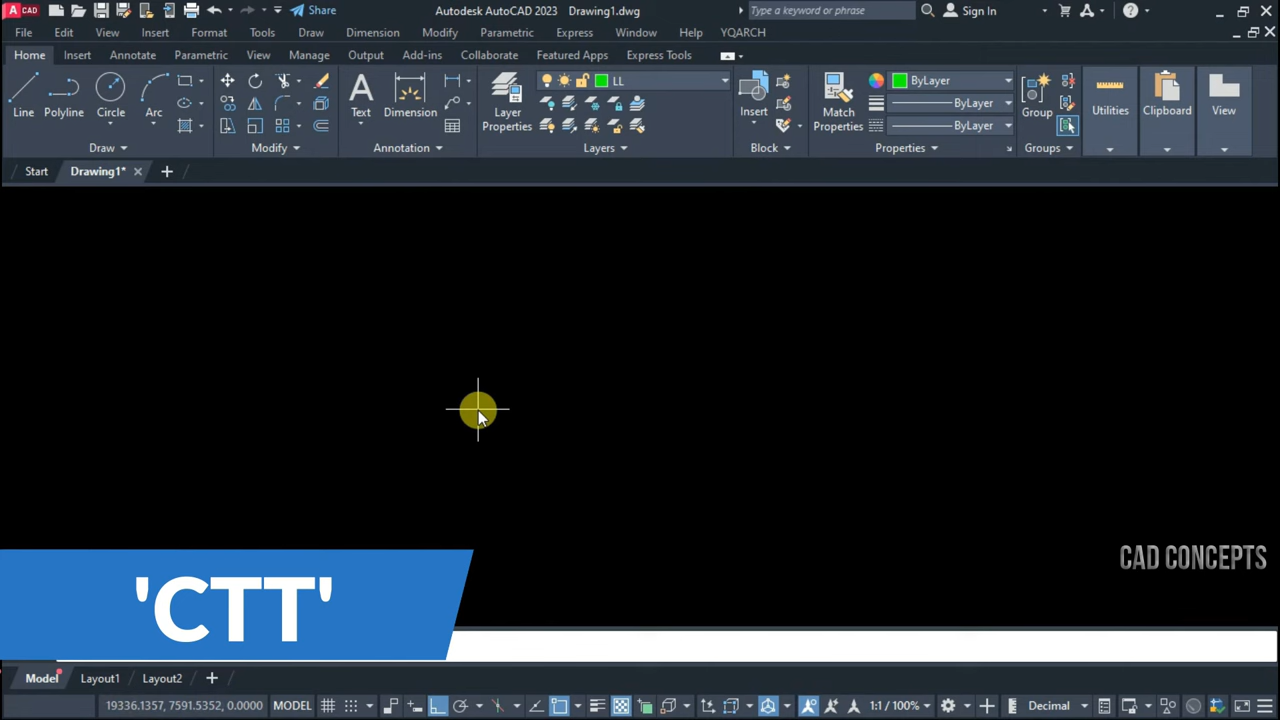 CAD Share Autodesk AutoCAD 2023 Drawing1.dwg Type a keyword or phrase Sign In
File Edit View Insert Format Tools Draw Dimension Modify Parametric Express Window Help YQARCH
Home Insert Annotate Parametric View Manage Output Add-ins Collaborate Featured Apps Express Tools
LL ByLayer
Line Polyline Circle Arc Text Dimension Layer Properties Insert Match Properties Group Utilities Clipboard View
ByLayer
ByLayer
Draw Modify Annotation Layers Block Properties Groups
Start Drawing1*
CAD CONCEPTS
'CTT'
Model Layout1 Layout2
19336.1357, 7591.5352, 0.0000 MODEL 1:1 / 100% Decimal